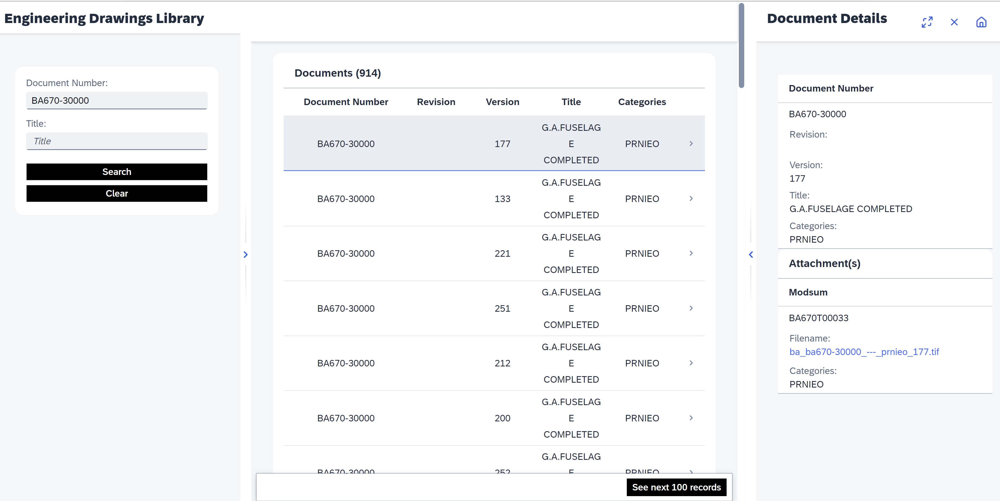 Engineering Drawings Library
Document Number:
BA670-30000
Title:
Title
Search
Clear
Documents (914)
Document Number Revision Version Title Categories
BA670-30000 177 G.A.FUSELAG
E
COMPLETED PRNIEO
BA670-30000 133 G.A.FUSELAG
E
COMPLETED PRNIEO
BA670-30000 221 G.A.FUSELAG
E
COMPLETED PRNIEO
BA670-30000 251 G.A.FUSELAG
E
COMPLETED PRNIEO
BA670-30000 212 G.A.FUSELAG
E
COMPLETED PRNIEO
BA670-30000 200 G.A.FUSELAG
E
COMPLETED PRNIEO
BA670-30000 252 G.A.FUSELAG
E
PRNIEO
See next 100 records
Document Details
Document Number
BA670-30000
Revision:
Version:
177
Title:
G.A.FUSELAGE COMPLETED
Categories:
PRNIEO
Attachment(s)
Modsum
BA670T00033
Filename:
ba_ba670-30000_---_prnieo_177.tif
Categories:
PRNIEO